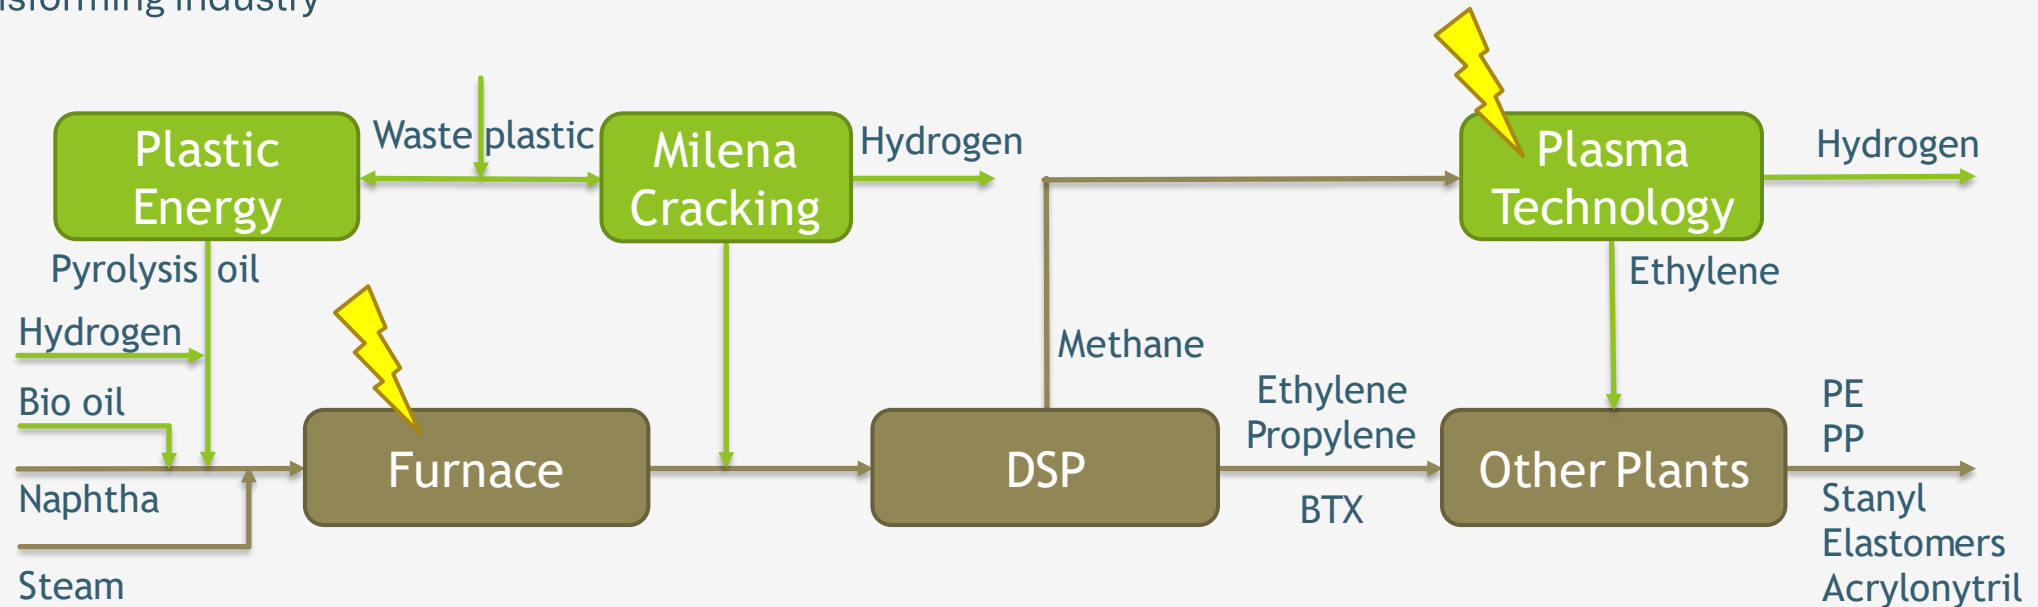 Plastic
Energy
Waste plastic
Milena
Cracking
Hydrogen
Plasma
Technology
Hydrogen
Pyrolysis oil
Ethylene
Hydrogen
Methane
Bio oil
Ethylene
Propylene
PE
PP
Furnace
DSP
Other Plants
Naphtha
BTX
Stanyl
Elastomers
Acrylonytril
Steam